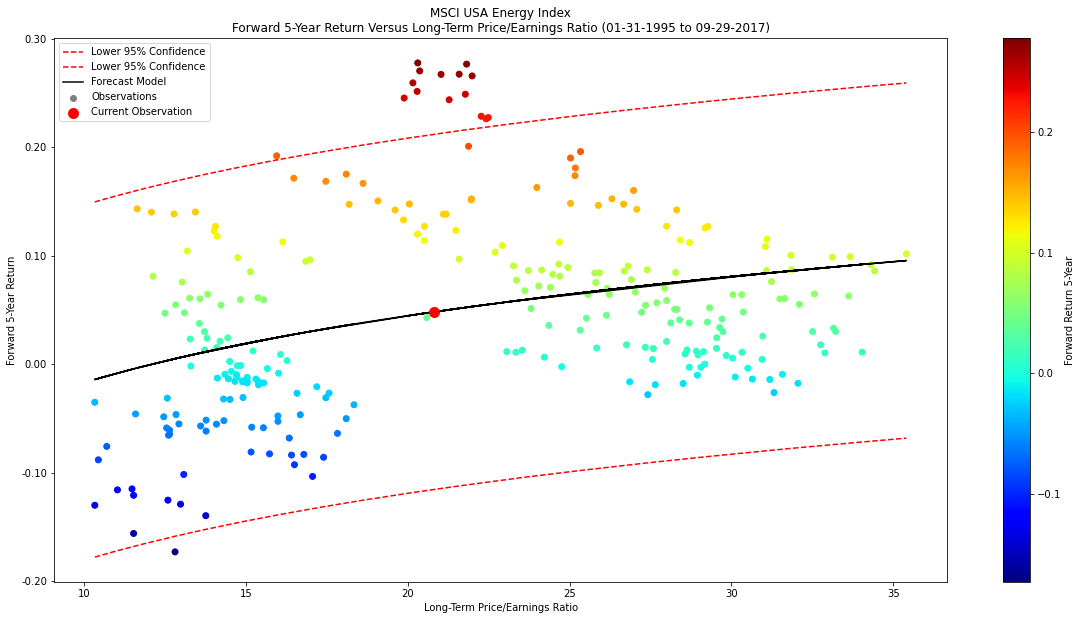 MSCI USA Energy Index
Forward 5-Year Return Versus Long-Term Price/Earnings Ratio (01-31-1995 to 09-29-2017)
Lower 95% Confidence
Lower 95% Confidence
Forecast Model
Observations
Current Observation
Forward 5-Year Return
0.30
0.20
0.10
0.00
-0.10
-0.20
10
15
20
25
30
35
Long-Term Price/Earnings Ratio
0.2
0.1
0.0
−0.1
Forward Return 5-Year